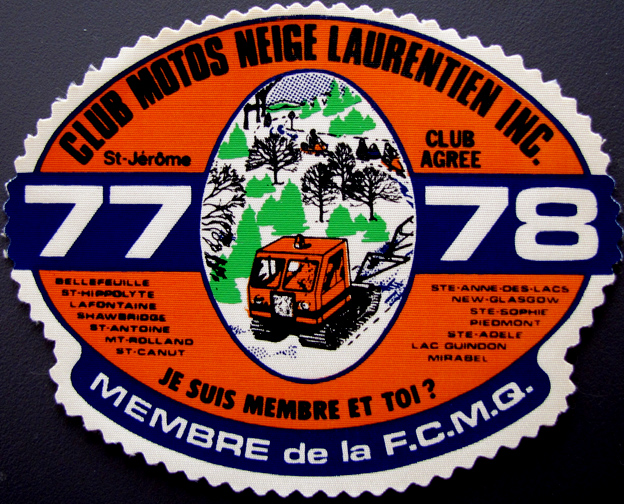 CLUB MOTOS NEIGE LAURENTIEN INC.
St-Jérôme
CLUB
AGREE
77 78
BELLEFEUILLE
ST-HIPPOLYTE
LAFONTAINE
SHAWBRIDGE
ST-ANTOINE
MT-ROLLAND
ST-CANUT
STE-ANNE-DES-LACS
NEW-GLASGOW
STE-SOPHIE
PIEDMONT
STE-ADELE
LAC GUINDON
MIRABEL
JE SUIS MEMBRE ET TOI ?
MEMBRE de la F.C.M.Q.